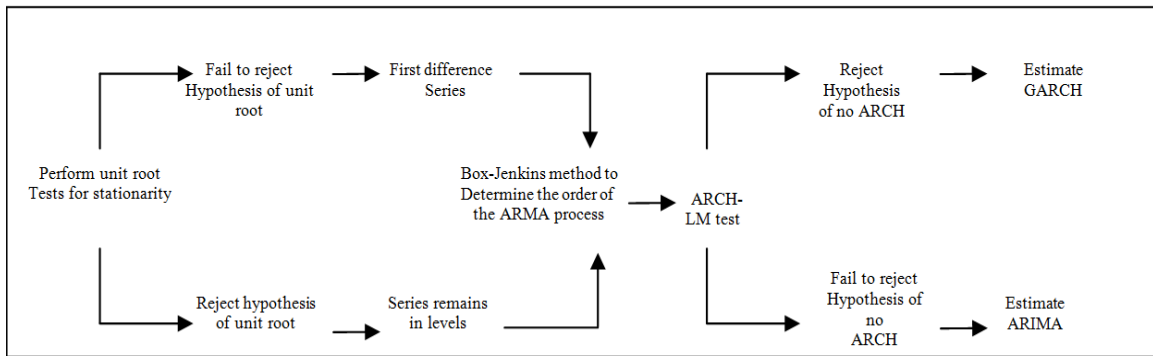 Perform unit root
Tests for stationarity
Fail to reject
Hypothesis of unit
root
First difference
Series
Reject hypothesis
of unit root
Series remains
in levels
Box-Jenkins method to
Determine the order of
the ARMA process
ARCH-
LM test
Reject
Hypothesis
of no ARCH
Estimate
GARCH
Fail to reject
Hypothesis of
no
ARCH
Estimate
ARIMA